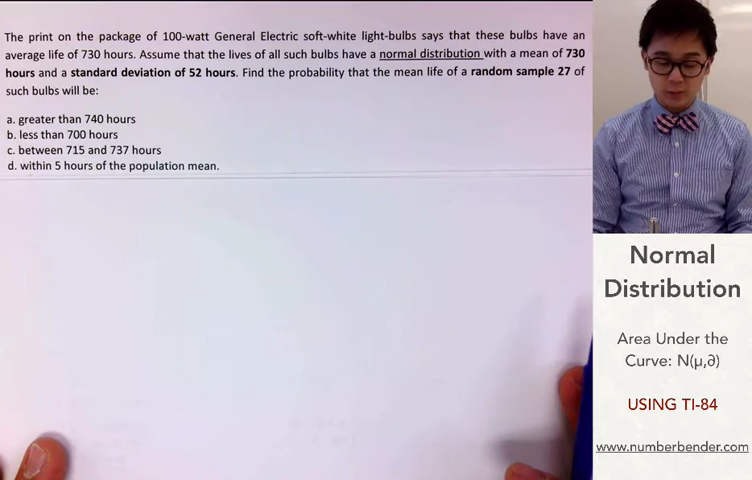 The print on the package of 100-watt General Electric soft-white light-bulbs says that these bulbs have an
average life of 730 hours. Assume that the lives of all such bulbs have a normal distribution with a mean of 730
hours and a standard deviation of 52 hours. Find the probability that the mean life of a random sample 27 of
such bulbs will be:
a. greater than 740 hours
b. less than 700 hours
c. between 715 and 737 hours
d. within 5 hours of the population mean.
Normal
Distribution
Area Under the
Curve: N(μ,∂)
USING TI-84
www.numberbender.com